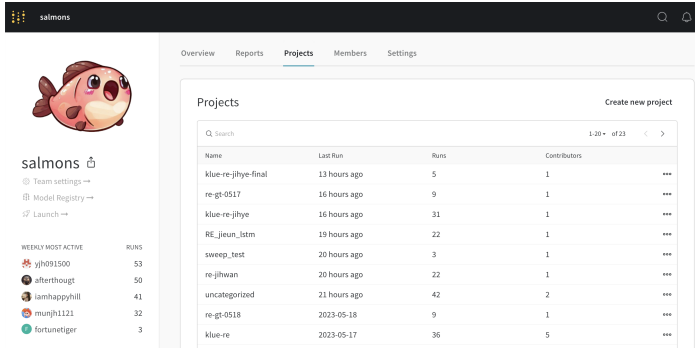 salmons
Overview Reports Projects Members Settings
salmons
Team settings →
Model Registry →
Launch →
WEEKLY MOST ACTIVE RUNS
yjh091500 53
afterthougt 50
iamhappyhill 41
munjh1121 32
F fortunetiger 3
Projects Create new project
Search 1-20 of 23
Name Last Run Runs Contributors
klue-re-jihye-final 13 hours ago 5 1
re-gt-0517 16 hours ago 9 1
klue-re-jihye 16 hours ago 31 1
RE_jieun_lstm 19 hours ago 22 1
sweep_test 20 hours ago 3 1
re-jihwan 20 hours ago 22 1
uncategorized 21 hours ago 42 2
re-gt-0518 2023-05-18 9 1
klue-re 2023-05-17 36 5